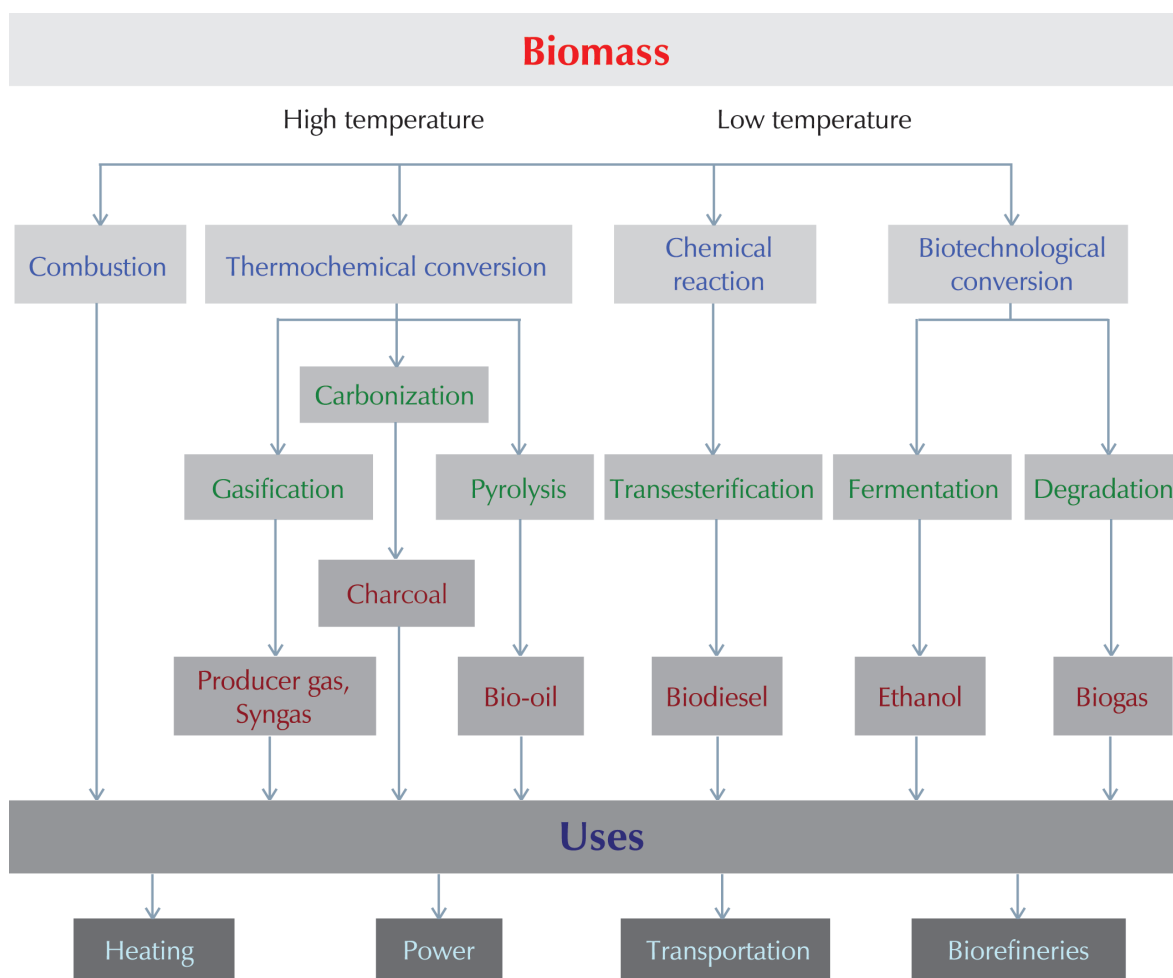 Biomass
High temperature
Low temperature
Combustion
Thermochemical conversion
Chemical
reaction
Biotechnological
conversion
Carbonization
Gasification
Pyrolysis
Transesterification
Fermentation
Degradation
Charcoal
Producer gas,
Syngas
Bio-oil
Biodiesel
Ethanol
Biogas
Uses
Heating
Power
Transportation
Biorefineries